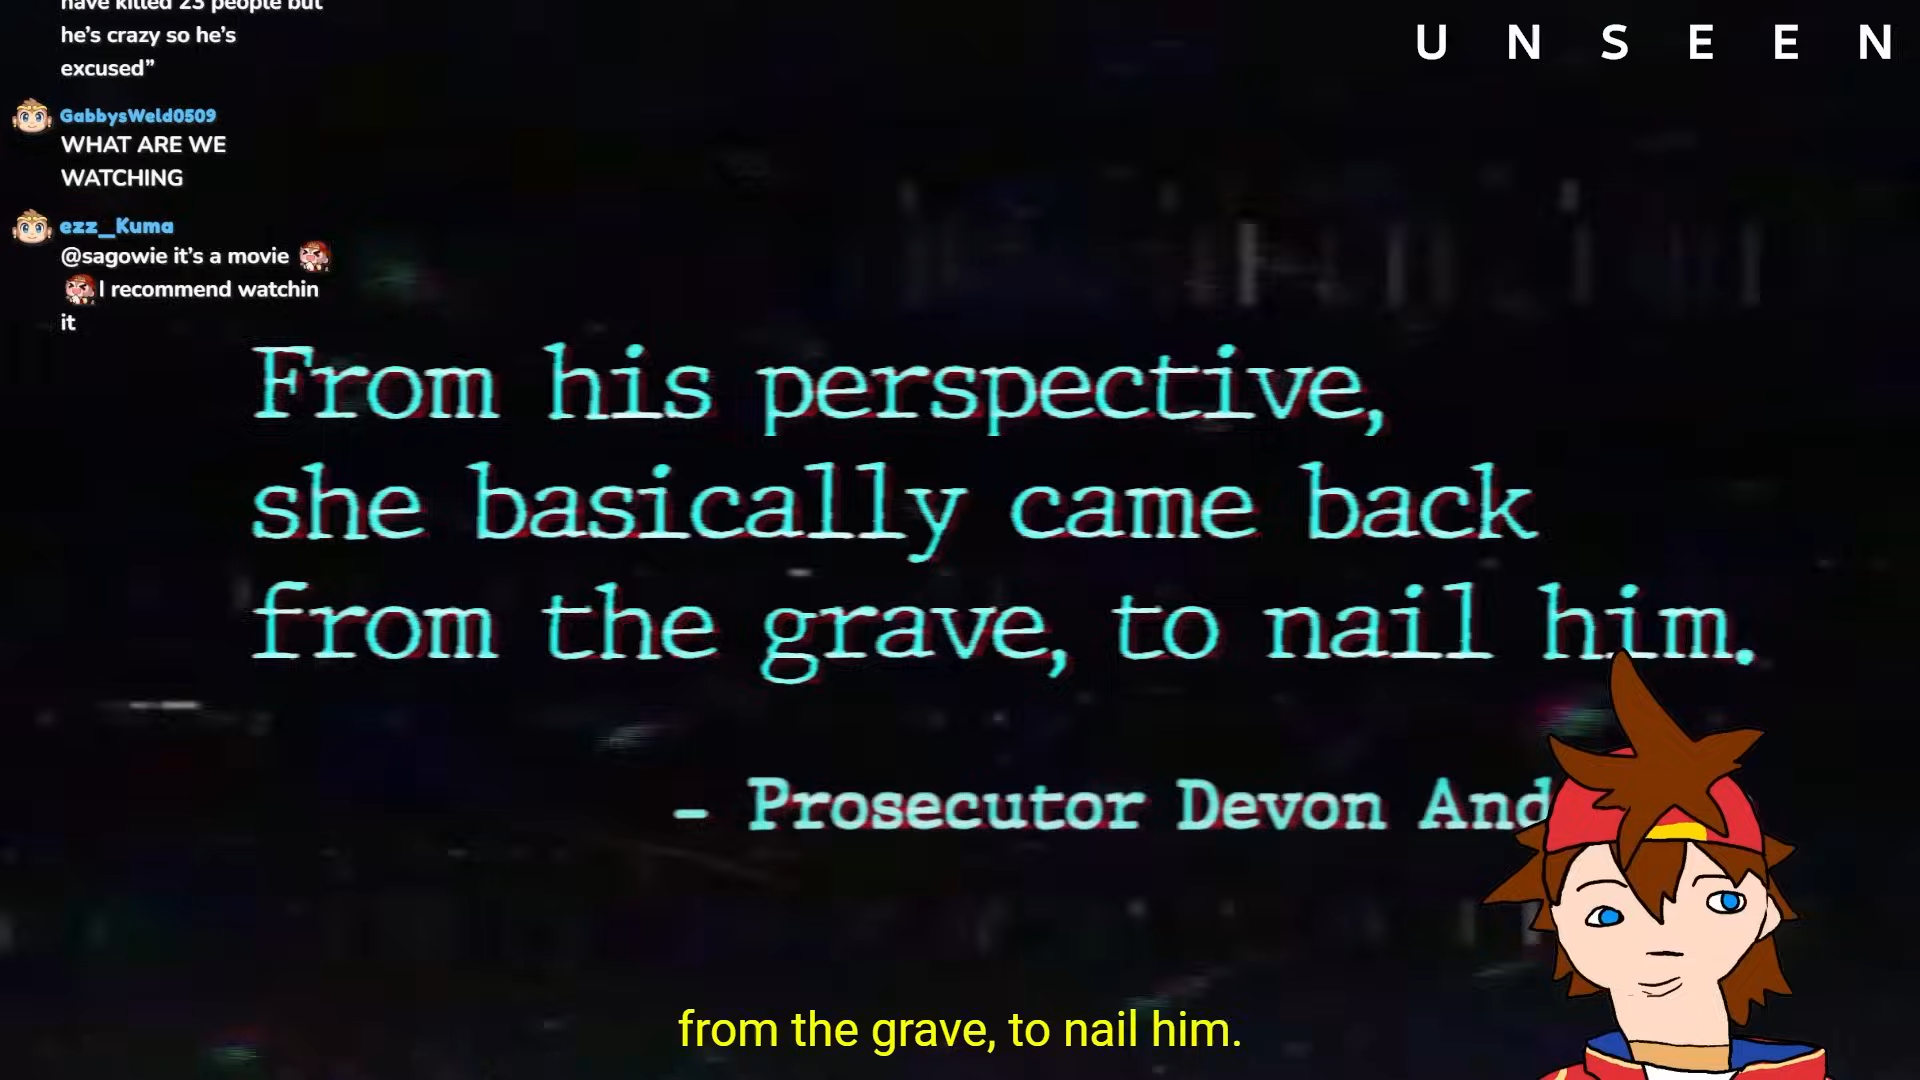 have killed 23 people but
he's crazy so he's
excused”
U N S E E N
GabbysWeld0509
WHAT ARE WE
WATCHING
ezz_Kuma
@sagowie it's a movie
I recommend watchin
it
From his perspective,
she basically came back
from the grave, to nail him.
- Prosecutor Devon And
from the grave, to nail him.